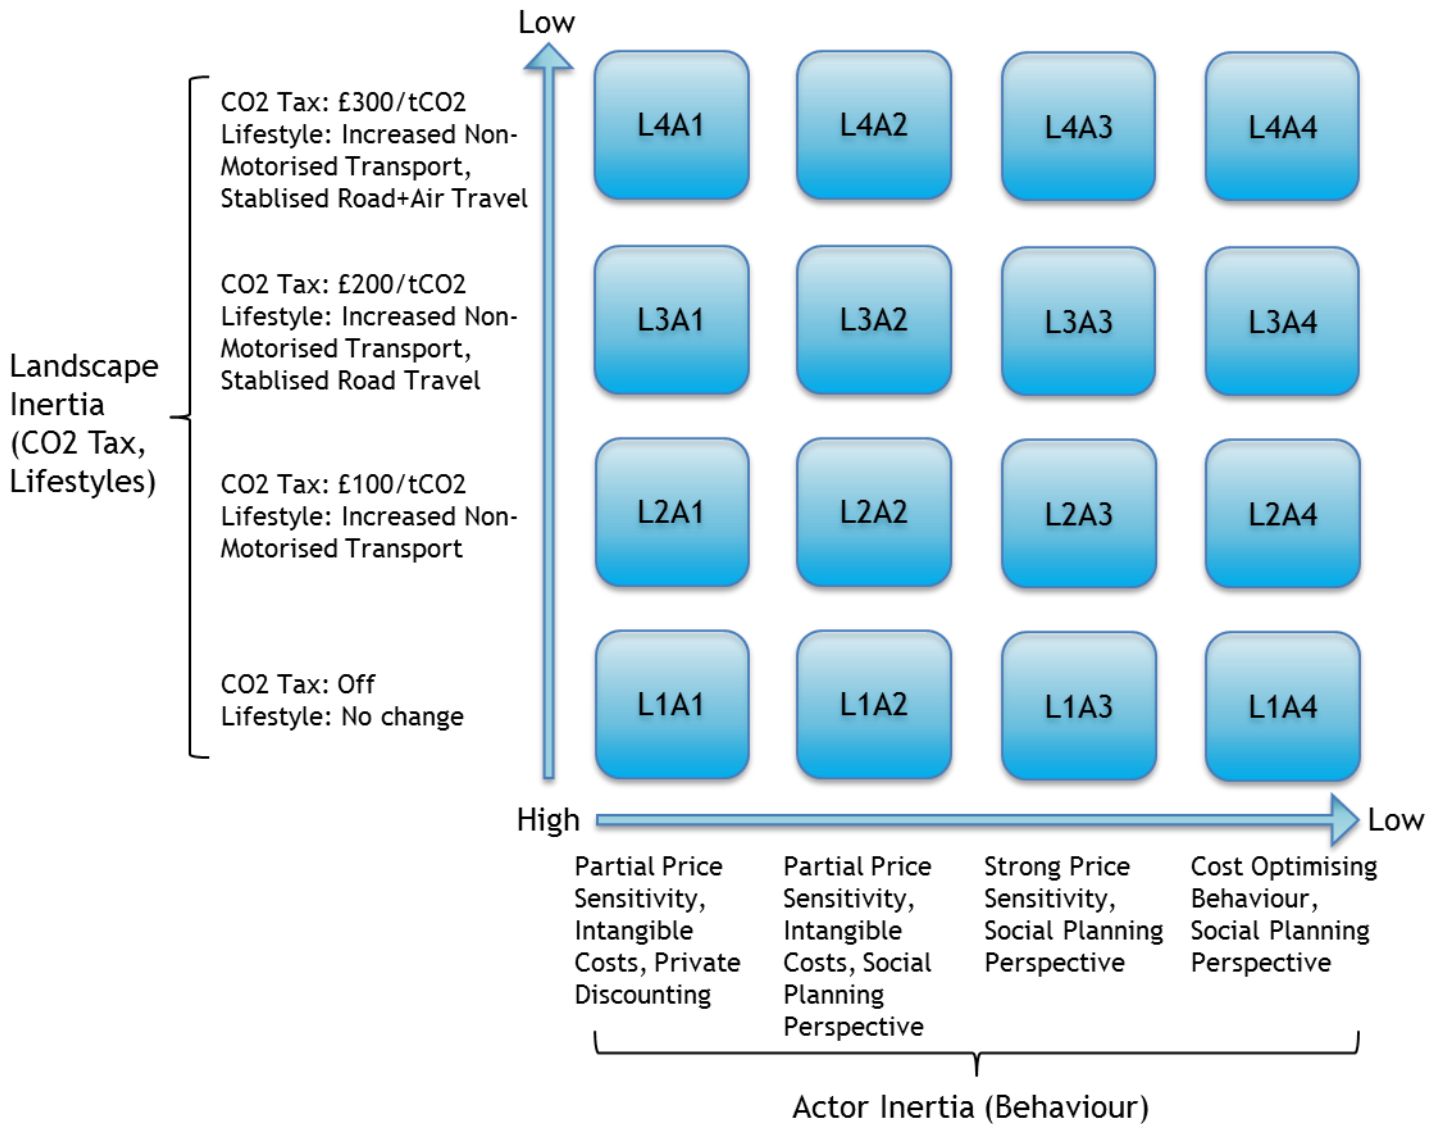 Low
CO2 Tax: £300/tCO2
Lifestyle: Increased Non-
Motorised Transport,
Stablised Road+Air Travel
L4A1
L4A2
L4A3
L4A4
CO2 Tax: £200/tCO2
Lifestyle: Increased Non-
Motorised Transport,
Stablised Road Travel
L3A1
L3A2
L3A3
L3A4
Landscape
Inertia
(CO2 Tax,
Lifestyles)
CO2 Tax: £100/tCO2
Lifestyle: Increased Non-
Motorised Transport
L2A1
L2A2
L2A3
L2A4
CO2 Tax: Off
Lifestyle: No change
L1A1
L1A2
L1A3
L1A4
High
Low
Partial Price
Sensitivity,
Intangible
Costs, Private
Discounting
Partial Price
Sensitivity,
Intangible
Costs, Social
Planning
Perspective
Strong Price
Sensitivity,
Social Planning
Perspective
Cost Optimising
Behaviour,
Social Planning
Perspective
Actor Inertia (Behaviour)